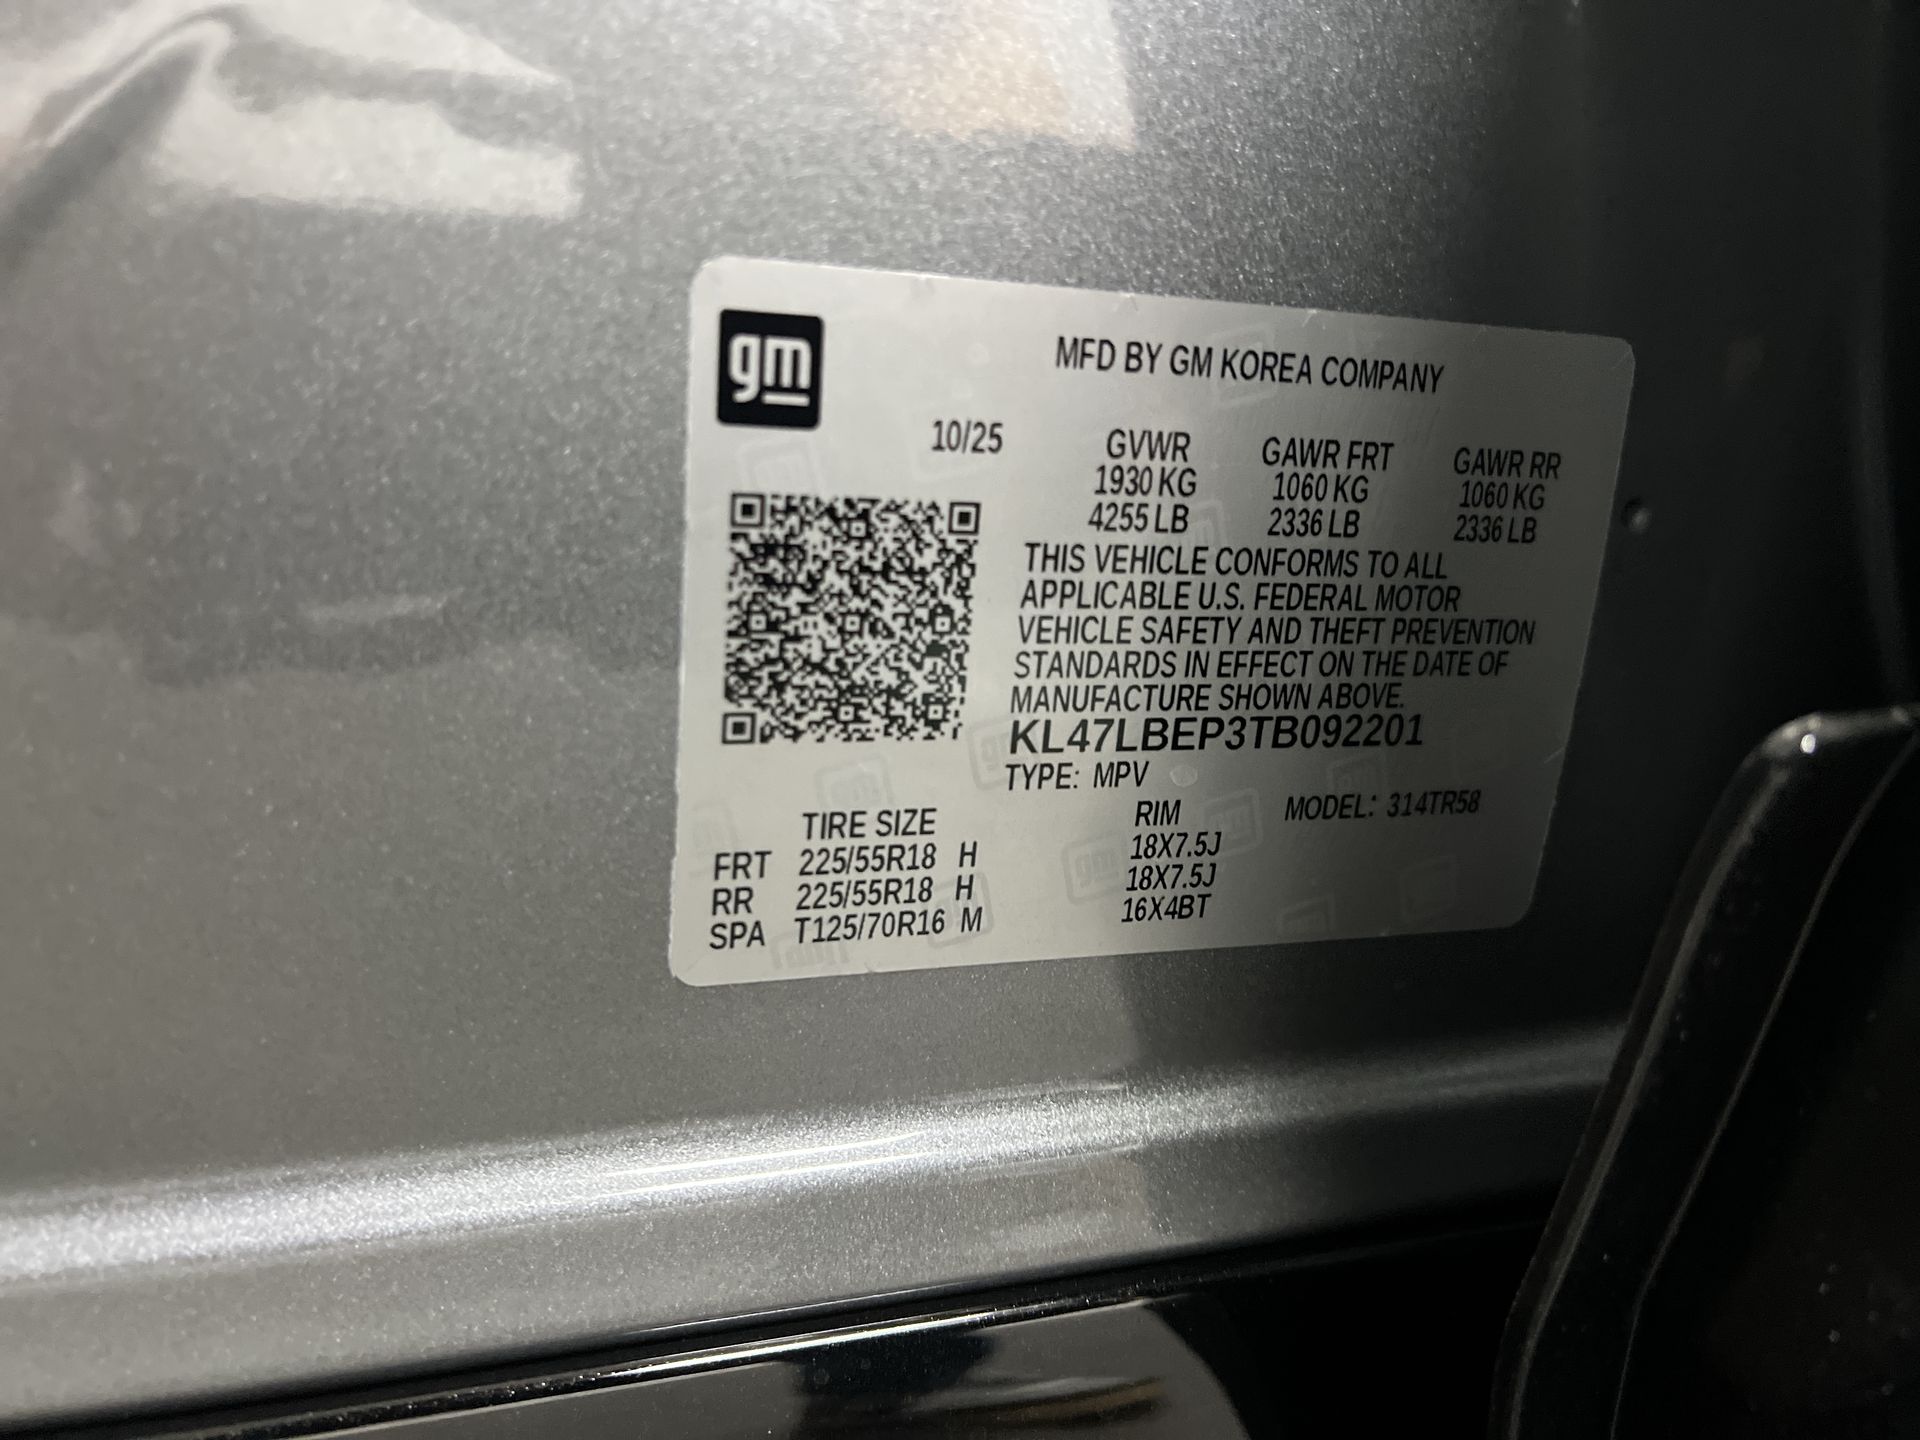 gm
MFD BY GM KOREA COMPANY
10/25 GVWR GAWR FRT GAWR RR
1930 KG 1060 KG 1060 KG
4255 LB 2336 LB 2336 LB
THIS VEHICLE CONFORMS TO ALL
APPLICABLE U.S. FEDERAL MOTOR
VEHICLE SAFETY AND THEFT PREVENTION
STANDARDS IN EFFECT ON THE DATE OF
MANUFACTURE SHOWN ABOVE.
KL47LBEP3TB092201
TYPE: MPV
TIRE SIZE RIM MODEL: 314TR58
FRT 225/55R18 H 18X7.5J
RR 225/55R18 H 18X7.5J
SPA T125/70R16 M 16X4BT